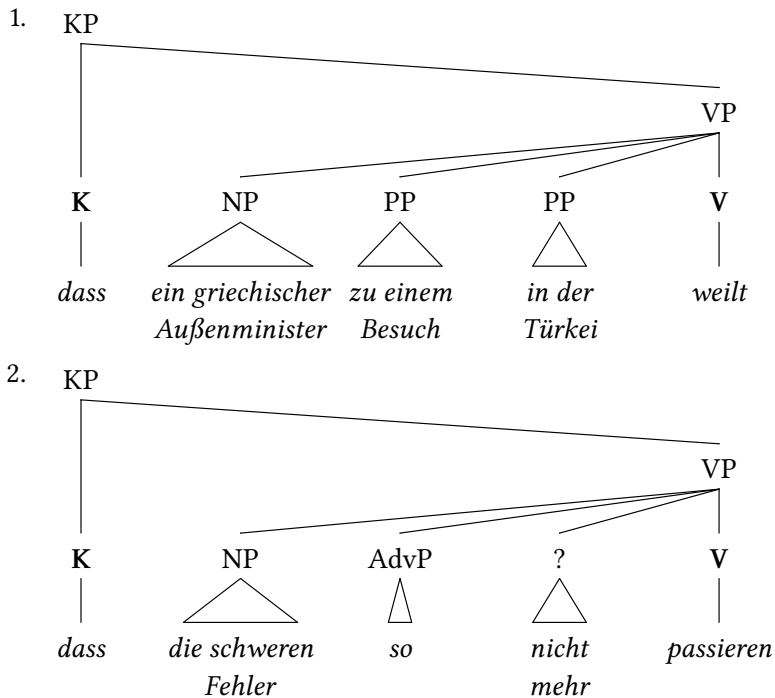 1.
KP
VP
K NP PP PP V
dass ein griechischer zu einem in der weilt
Außenminister Besuch Türkei
2.
KP
VP
K NP AdvP ? V
dass die schweren so nicht passieren
Fehler mehr